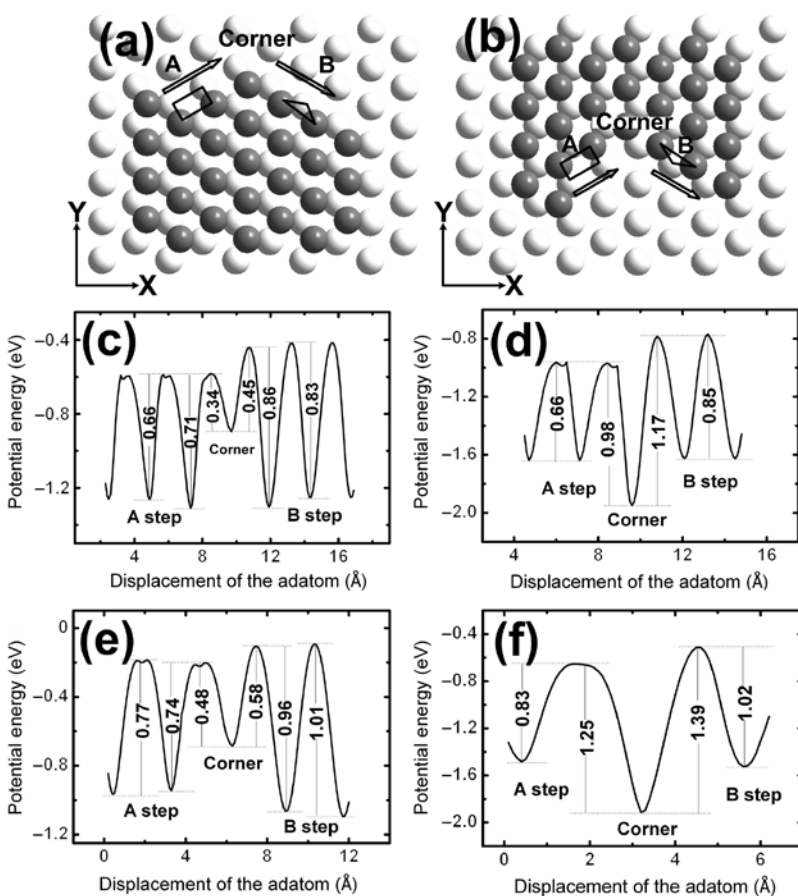 (a)
Corner
A
B
Y
X
(b)
Corner
A
B
Y
X
(c)
Potential energy (eV)
−0.4
−0.8
−1.2
0.66
0.71
0.34
0.45
0.86
0.83
Corner
A step
B step
4 8 12 16
Displacement of the adatom (Å)
(d)
Potential energy (eV)
−0.8
−1.2
−1.6
−2.0
0.66
0.98
1.17
0.85
A step
B step
Corner
4 8 12 16
Displacement of the adatom (Å)
(e)
Potential energy (eV)
0
−0.4
−0.8
−1.2
0.77
0.74
0.48
0.58
0.96
1.01
Corner
A step
B step
0 4 8 12
Displacement of the adatom (Å)
(f)
Potential energy (eV)
−0.4
−0.8
−1.2
−1.6
−2.0
0.83
1.25
1.39
1.02
A step
B step
Corner
0 2 4 6
Displacement of the adatom (Å)